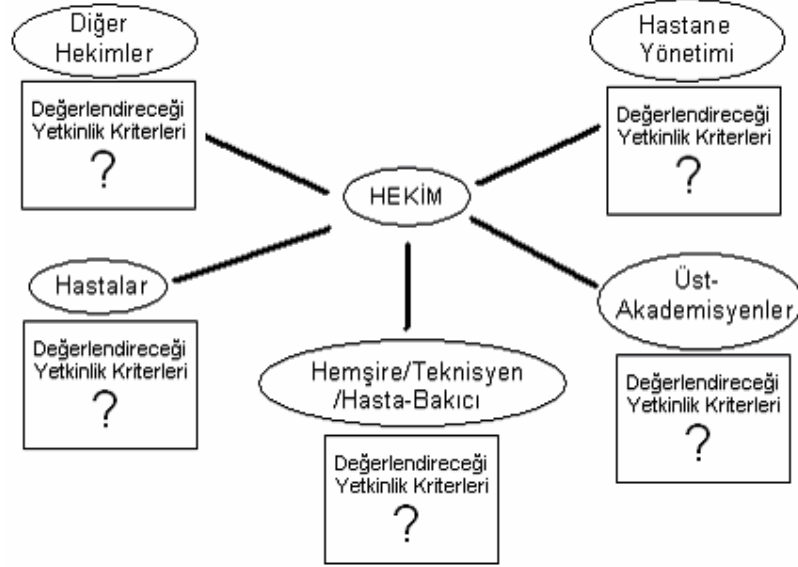 Diğer
Hekimler
Değerlendireceği
Yetkinlik Kriterleri
?
Hastane
Yönetimi
Değerlendireceği
Yetkinlik Kriterleri
?
HEKİM
Hastalar
Değerlendireceği
Yetkinlik Kriterleri
?
Hemşire/Teknisyen
/Hasta-Bakıcı
Değerlendireceği
Yetkinlik Kriterleri
?
Üst-
Akademisyenler
Değerlendireceği
Yetkinlik Kriterleri
?